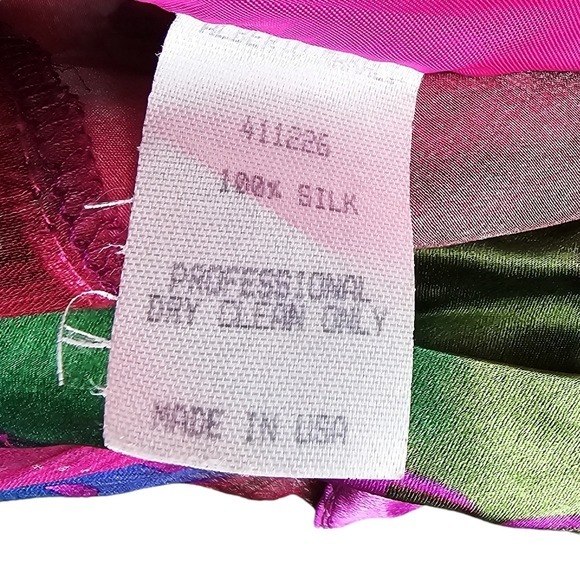 411226
100% SILK
PROFESSIONAL
DRY CLEAN ONLY
MADE IN USA